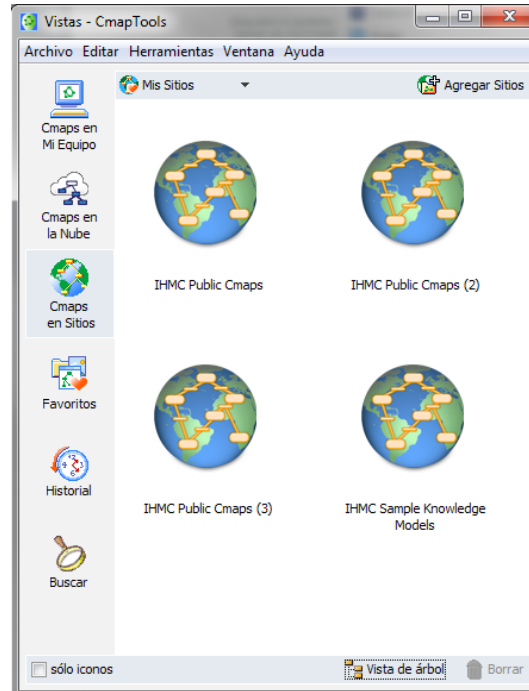 Vistas - CmapTools
Archivo Editar Herramientas Ventana Ayuda
Mis Sitios
Agregar Sitios
Cmaps en
Mi Equipo
Cmaps en
la Nube
Cmaps
en Sitios
Favoritos
Historial
Buscar
IHMC Public Cmaps
IHMC Public Cmaps (2)
IHMC Public Cmaps (3)
IHMC Sample Knowledge
Models
sólo iconos
Vista de árbol
Borrar